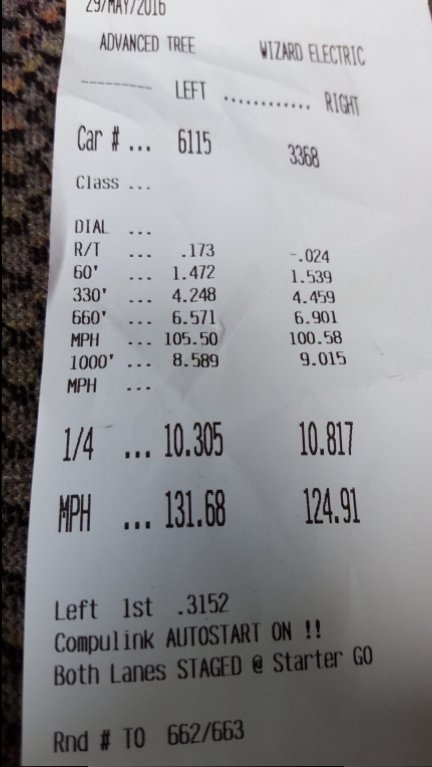 29/MAY/2016
ADVANCED TREE WIZARD ELECTRIC
--------- LEFT ............ RIGHT
Car # ... 6115 3368
Class ...
DIAL ...
R/T ... .173 -.024
60' ... 1.472 1.539
330' ... 4.248 4.459
660' ... 6.571 6.901
MPH ... 105.50 100.58
1000' ... 8.589 9.015
MPH ...
1/4 ... 10.305 10.817
MPH ... 131.68 124.91
Left 1st .3152
Compulink AUTOSTART ON !!
Both Lanes STAGED @ Starter GO
Rnd # TO 662/663